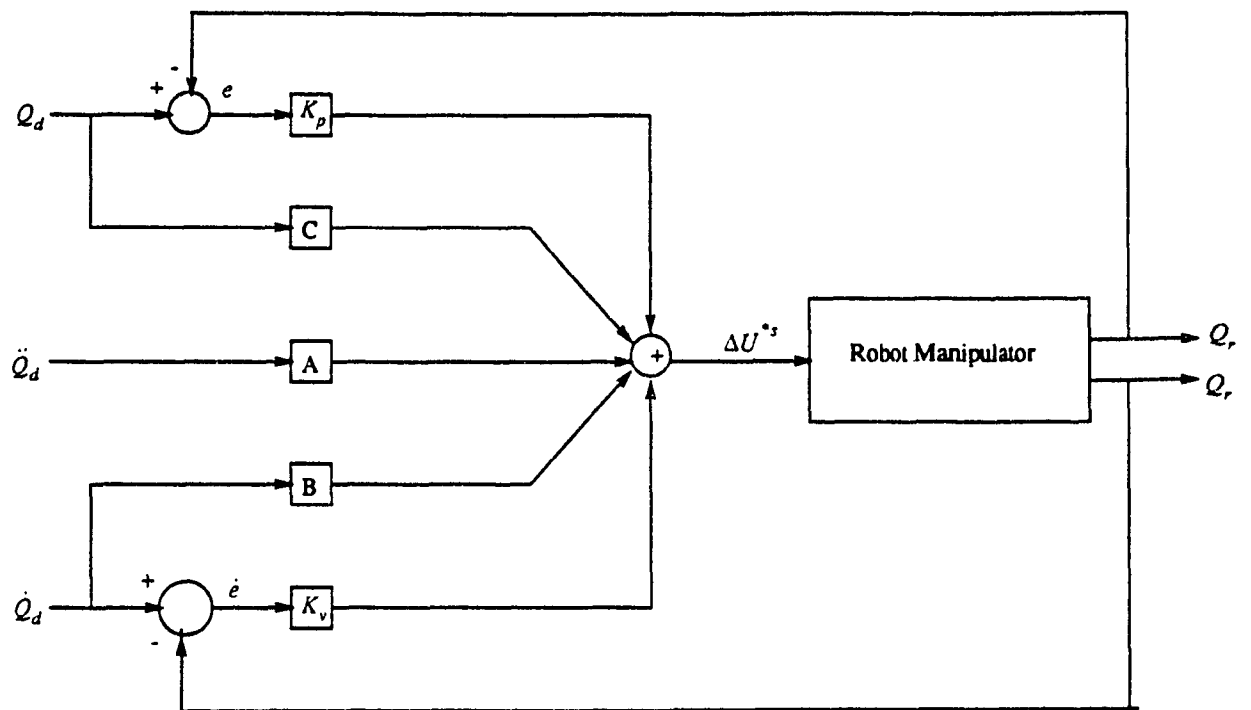 -
+ e
Q_d K_p
C
ΔU^{*s}
+ Robot Manipulator Q_r
Q̈_d A
Q_r
B
+ ė
Q̇_d K_v
-